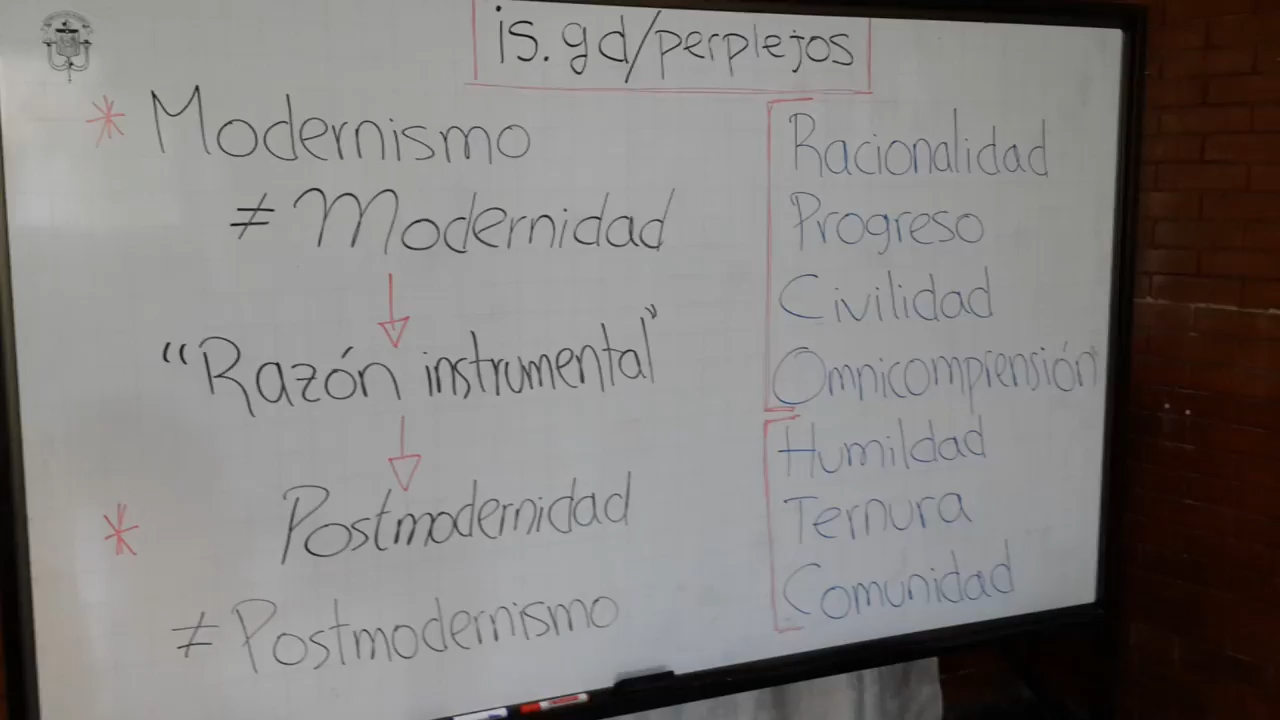 is.gd/perplejos
* Modernismo
≠ Modernidad
"Razón instrumental"
Postmodernidad
*
≠ Postmodernismo
Racionalidad
Progreso
Civilidad
Omnicomprensión
Humildad
Ternura
Comunidad